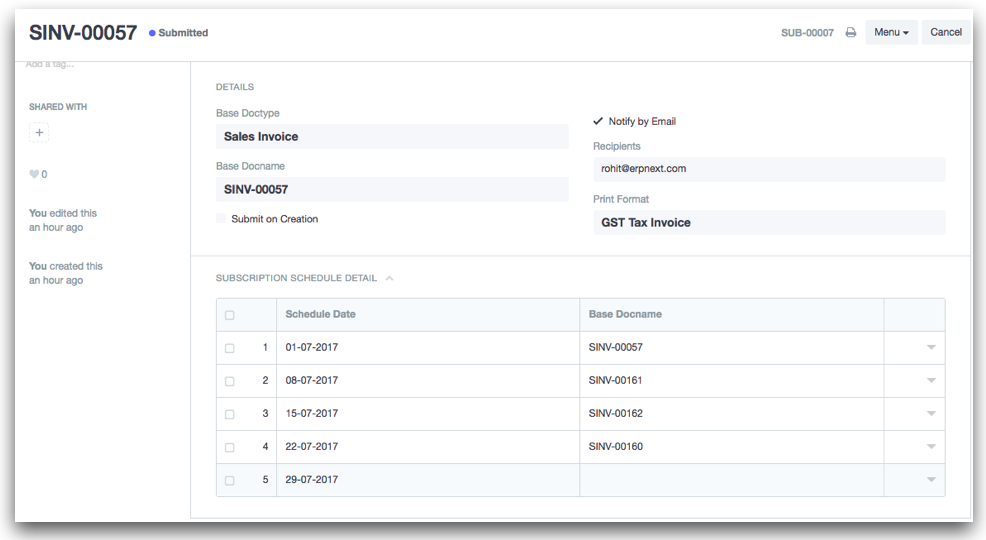 SINV-00057 Submitted SUB-00007 Menu Cancel
Add a tag...
SHARED WITH
+
0
You edited this
an hour ago
You created this
an hour ago
DETAILS
Base Doctype
Sales Invoice
Base Docname
SINV-00057
Submit on Creation
Notify by Email
Recipients
rohit@erpnext.com
Print Format
GST Tax Invoice
SUBSCRIPTION SCHEDULE DETAIL
Schedule Date Base Docname
1 01-07-2017 SINV-00057
2 08-07-2017 SINV-00161
3 15-07-2017 SINV-00162
4 22-07-2017 SINV-00160
5 29-07-2017